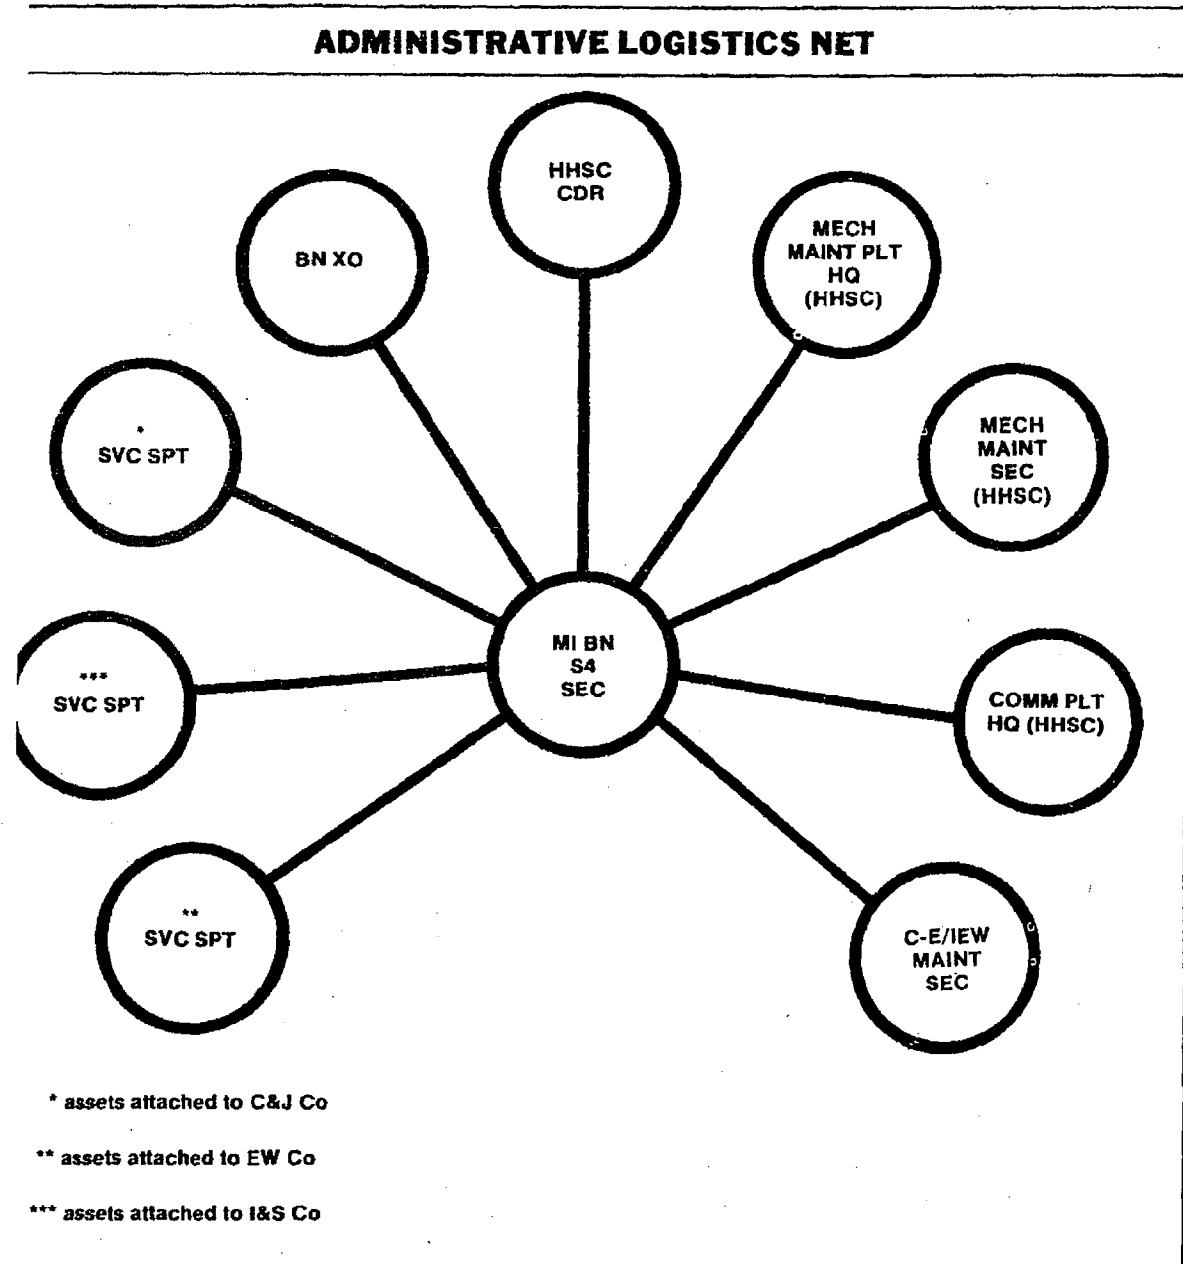 ADMINISTRATIVE LOGISTICS NET
HHSC
CDR
BN XO
MECH
MAINT PLT
HQ
(HHSC)
*
SVC SPT
MECH
MAINT
SEC
(HHSC)
MI BN
S4
SEC
***
SVC SPT
COMM PLT
HQ (HHSC)
**
SVC SPT
C-E/IEW
MAINT
SEC
* assets attached to C&J Co
** assets attached to EW Co
*** assets attached to I&S Co